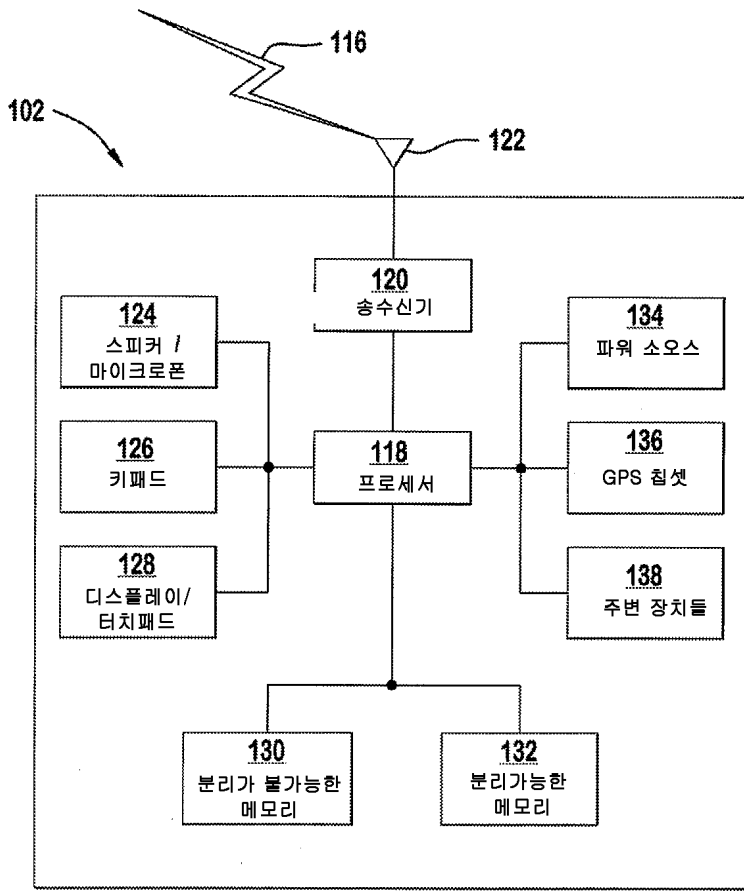 116
102
122
120
송수신기
124
스피커 /
마이크로폰
134
파워 소오스
126
키패드
118
프로세서
136
GPS 칩셋
128
디스플레이/
터치패드
138
주변 장치들
130
분리가 불가능한
메모리
132
분리가능한
메모리